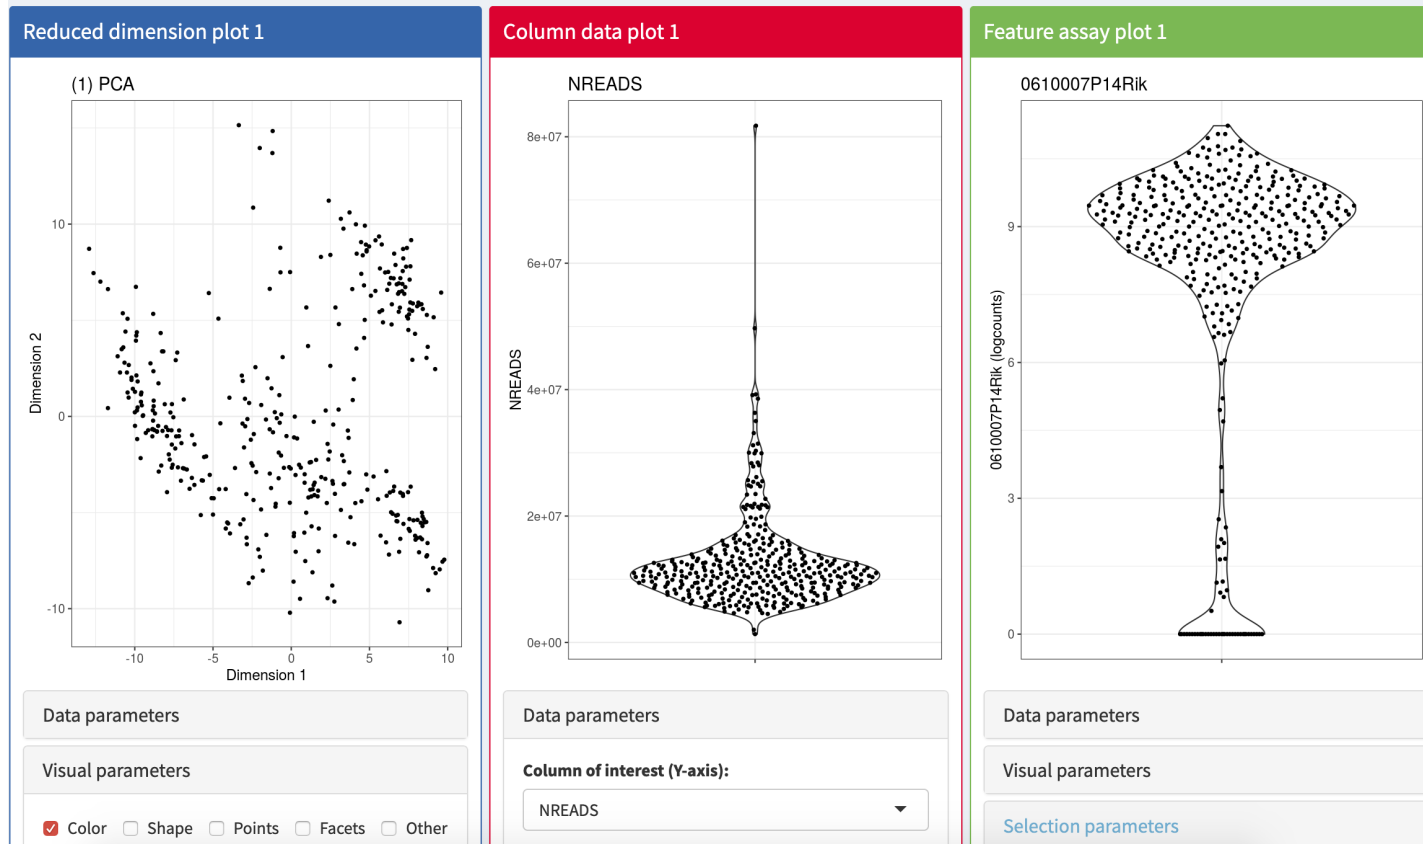 Reduced dimension plot 1
(1) PCA
Dimension 2
10
0
-10
-10 -5 0 5 10
Dimension 1
Data parameters
Visual parameters
Color Shape Points Facets Other
Column data plot 1
NREADS
NREADS
8e+07
6e+07
4e+07
2e+07
0e+00
Data parameters
Column of interest (Y-axis):
NREADS
Feature assay plot 1
0610007P14Rik
0610007P14Rik (logcounts)
9
6
3
0
Data parameters
Visual parameters
Selection parameters